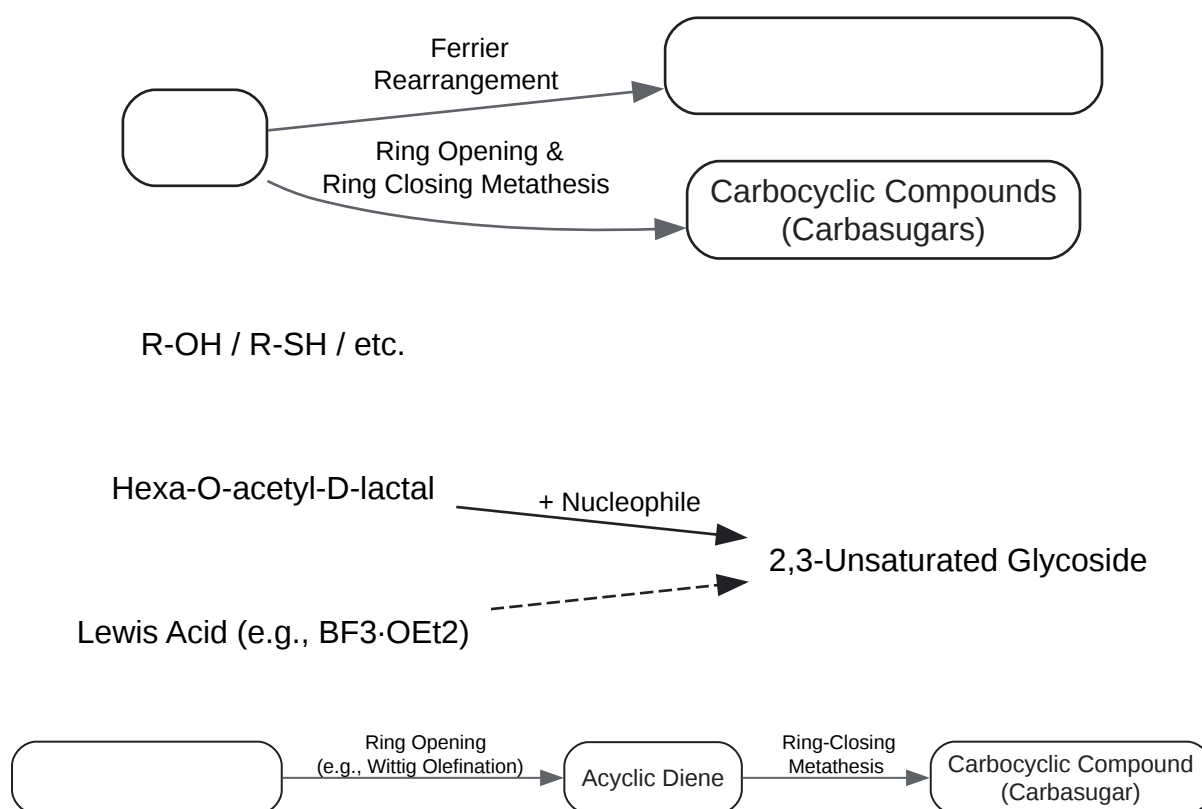 Ferrier
Rearrangement
Ring Opening &
Ring Closing Metathesis
Carbocyclic Compounds
(Carbasugars)
R-OH / R-SH / etc.
Hexa-O-acetyl-D-lactal
+ Nucleophile
2,3-Unsaturated Glycoside
Lewis Acid (e.g., BF3·OEt2)
Ring Opening
(e.g., Wittig Olefination)
Acyclic Diene
Ring-Closing
Metathesis
Carbocyclic Compound
(Carbasugar)